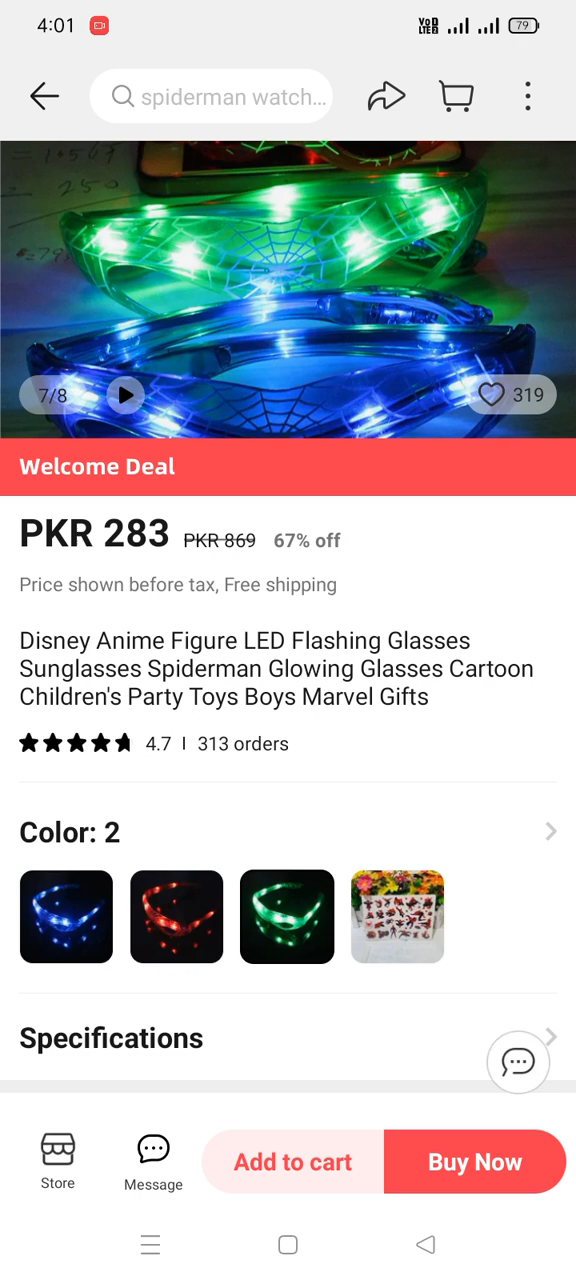 4:01
VoD LTE2 79
spiderman watch...
7/8
319
Welcome Deal
PKR 283 PKR 869 67% off
Price shown before tax, Free shipping
Disney Anime Figure LED Flashing Glasses
Sunglasses Spiderman Glowing Glasses Cartoon
Children's Party Toys Boys Marvel Gifts
4.7 | 313 orders
Color: 2
Specifications
Store
Message
Add to cart
Buy Now